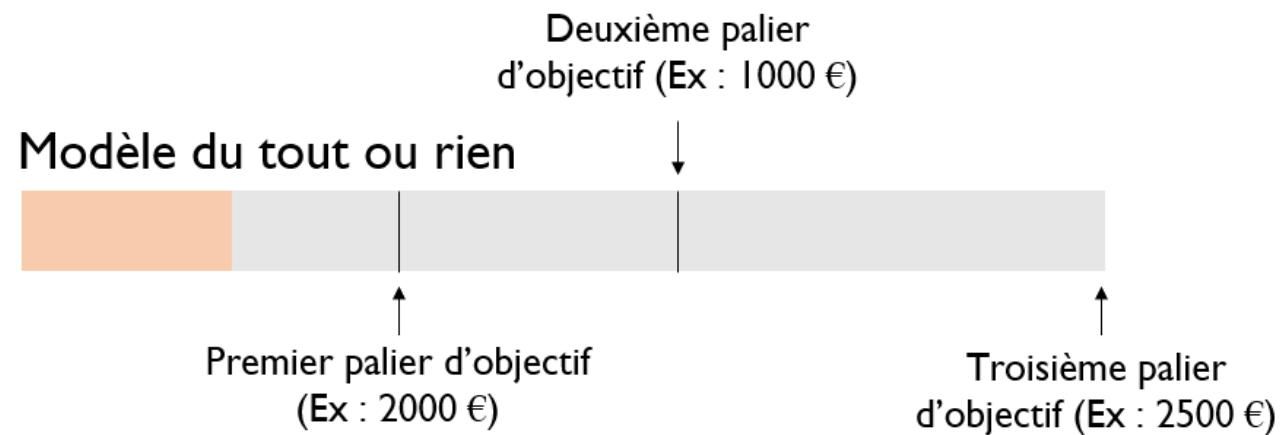 Deuxième palier
d’objectif (Ex : 1000 €)
Modèle du tout ou rien
Premier palier d’objectif
(Ex : 2000 €)
Troisième palier
d’objectif (Ex : 2500 €)